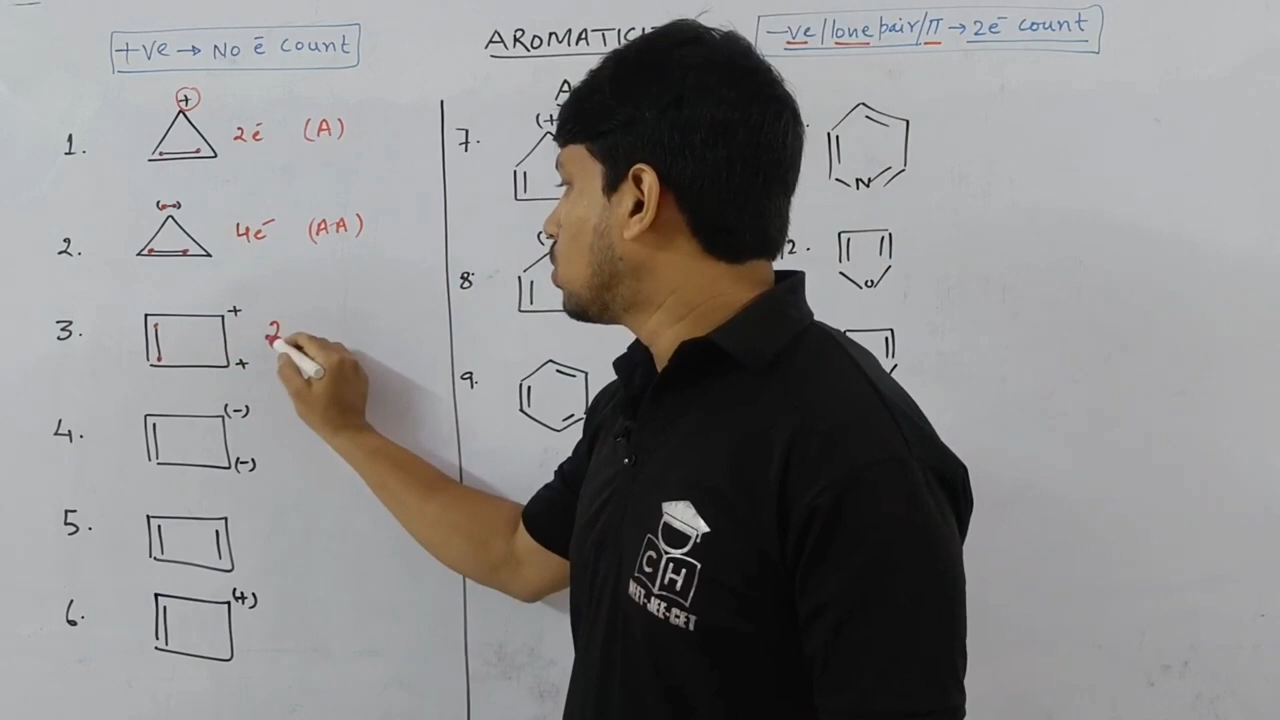 +ve → No ē count
AROMATICI
-ve/lone pair/π → 2ē count
1. + 2ē (A)
2. (-) 4ē (AA)
3. + + 2
4. (-) (-)
5.
6. (+)
7. (+
8.
9.
N
2.
O
CH
NEET-JEE-CET